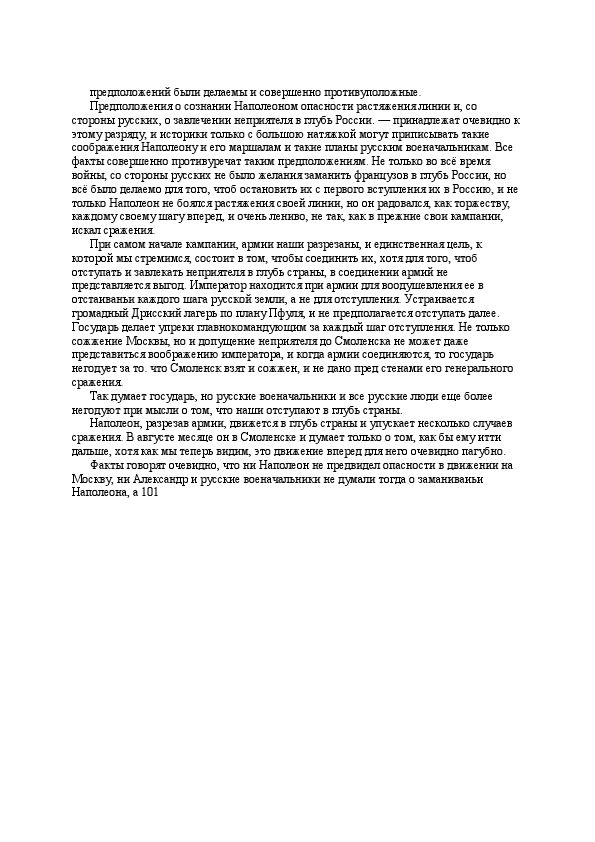 предположений были делаемы и совершенно противуположные.
Предположения о сознании Наполеоном опасности растяжения линии и, со
стороны русских, о завлечении неприятеля в глубь России. — принадлежат очевидно к
этому разряду, и историки только с большою натяжкой могут приписывать такие
соображения Наполеону и его маршалам и такие планы русским военачальникам. Все
факты совершенно противуречат таким предположениям. Не только во всё время
войны, со стороны русских не было желания заманить французов в глубь России, но
всё было делаемо для того, чтоб остановить их с первого вступления их в Россию, и не
только Наполеон не боялся растяжения своей линии, но он радовался, как торжеству,
каждому своему шагу вперед, и очень лениво, не так, как в прежние свои кампании,
искал сражения.
При самом начале кампании, армии наши разрезаны, и единственная цель, к
которой мы стремимся, состоит в том, чтобы соединить их, хотя для того, чтоб
отступать и завлекать неприятеля в глубь страны, в соединении армий не
представляется выгод. Император находится при армии для воодушевления ее в
отстаиваньи каждого шага русской земли, а не для отступления. Устраивается
громадный Дрисский лагерь по плану Пфуля, и не предполагается отступать далее.
Государь делает упреки главнокомандующим за каждый шаг отступления. Не только
сожжение Москвы, но и допущение неприятеля до Смоленска не может даже
представиться воображению императора, и когда армии соединяются, то государь
негодует за то. что Смоленск взят и сожжен, и не дано пред стенами его генерального
сражения.
Так думает государь, но русские военачальники и все русские люди еще более
негодуют при мысли о том, что наши отступают в глубь страны.
Наполеон, разрезав армии, движется в глубь страны и упускает несколько случаев
сражения. В августе месяце он в Смоленске и думает только о том, как бы ему итти
дальше, хотя как мы теперь видим, это движение вперед для него очевидно пагубно.
Факты говорят очевидно, что ни Наполеон не предвидел опасности в движении на
Москву, ни Александр и русские военачальники не думали тогда о заманиваньи
Наполеона, а 101